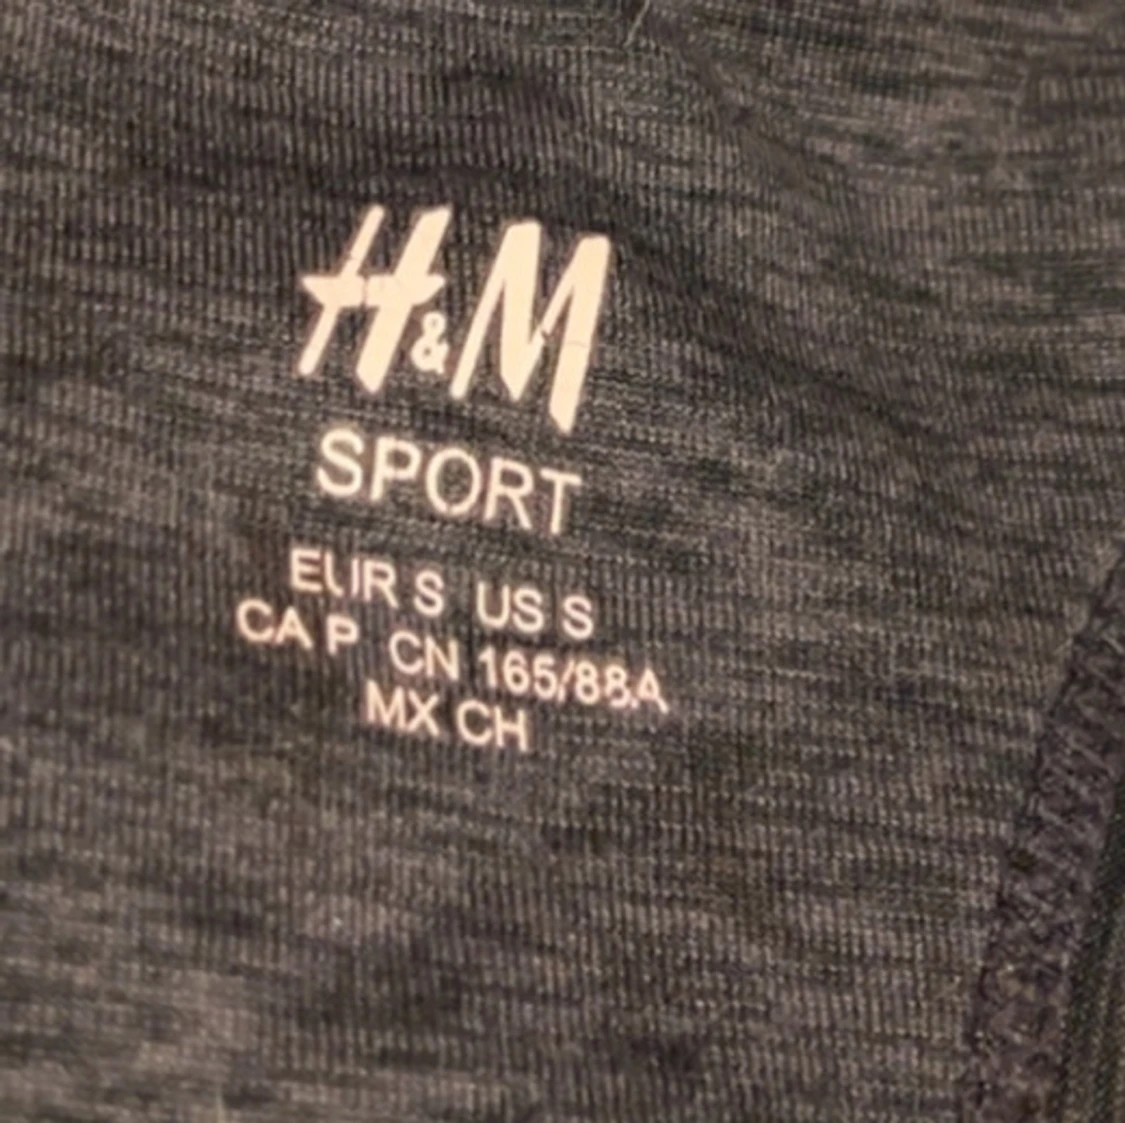 H&M
SPORT
EUR S US S
CA P CN 165/88A
MX CH